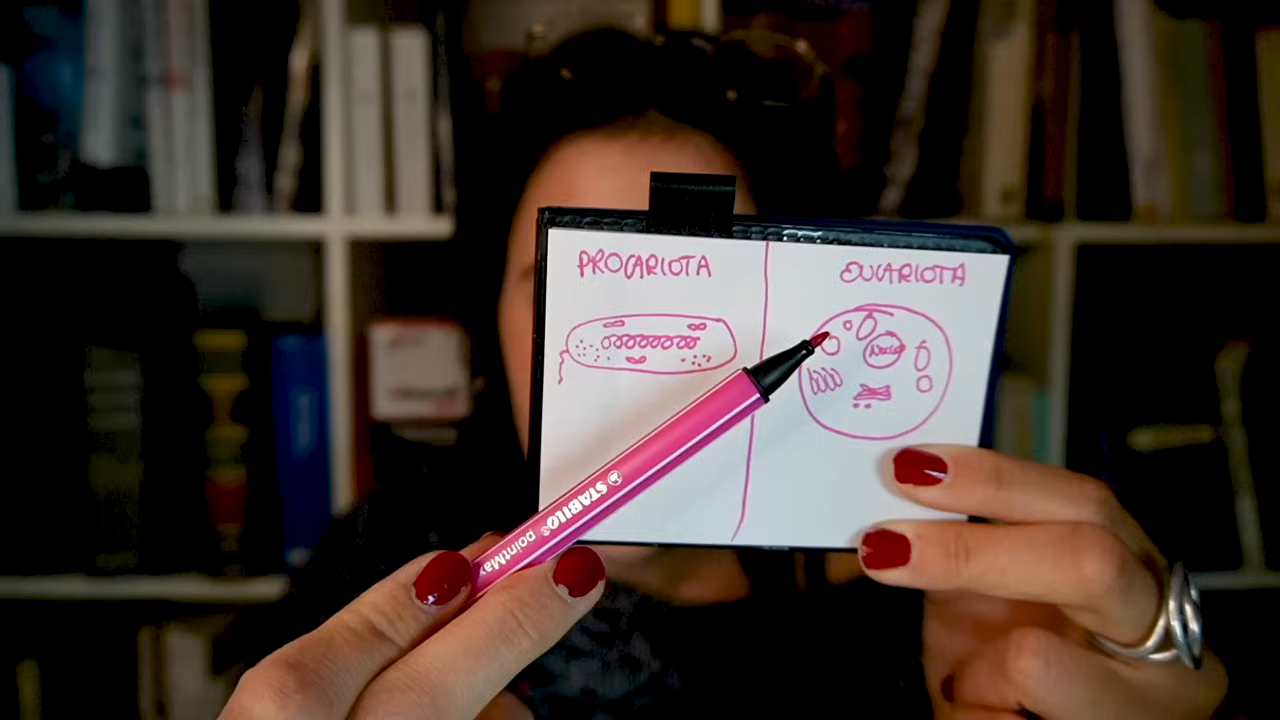 PROCARIOTA
EUCARIOTA
Nucleo
STABILO®
pointMax